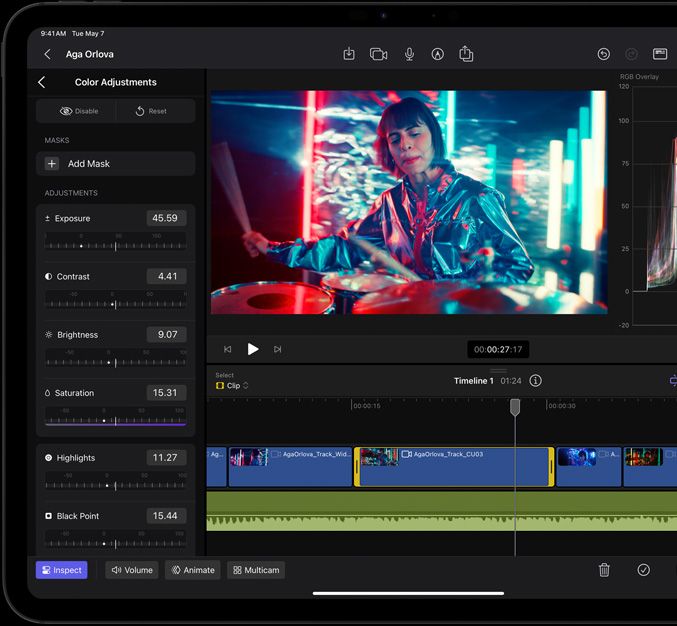 9:41AM Tue May 7
Aga Orlova
Color Adjustments
RGB Overlay
Disable
Reset
MASKS
Add Mask
ADJUSTMENTS
Exposure 45.59
0 50 100
Contrast 4.41
-50 0 50
Brightness 9.07
-50 0 50 100
Saturation 15.31
-50 0 50 100
Highlights 11.27
-50 0 50 100
Black Point 15.44
-50 0 50 100
120
100
75
50
25
0
-20
00:00:27:17
Select
Clip
Timeline 1 01:24
00:00:15
00:00:30
Ag...
AgaOrlova_Track_Wid...
AgaOrlova_Track_CU03
A...
Inspect
Volume
Animate
Multicam